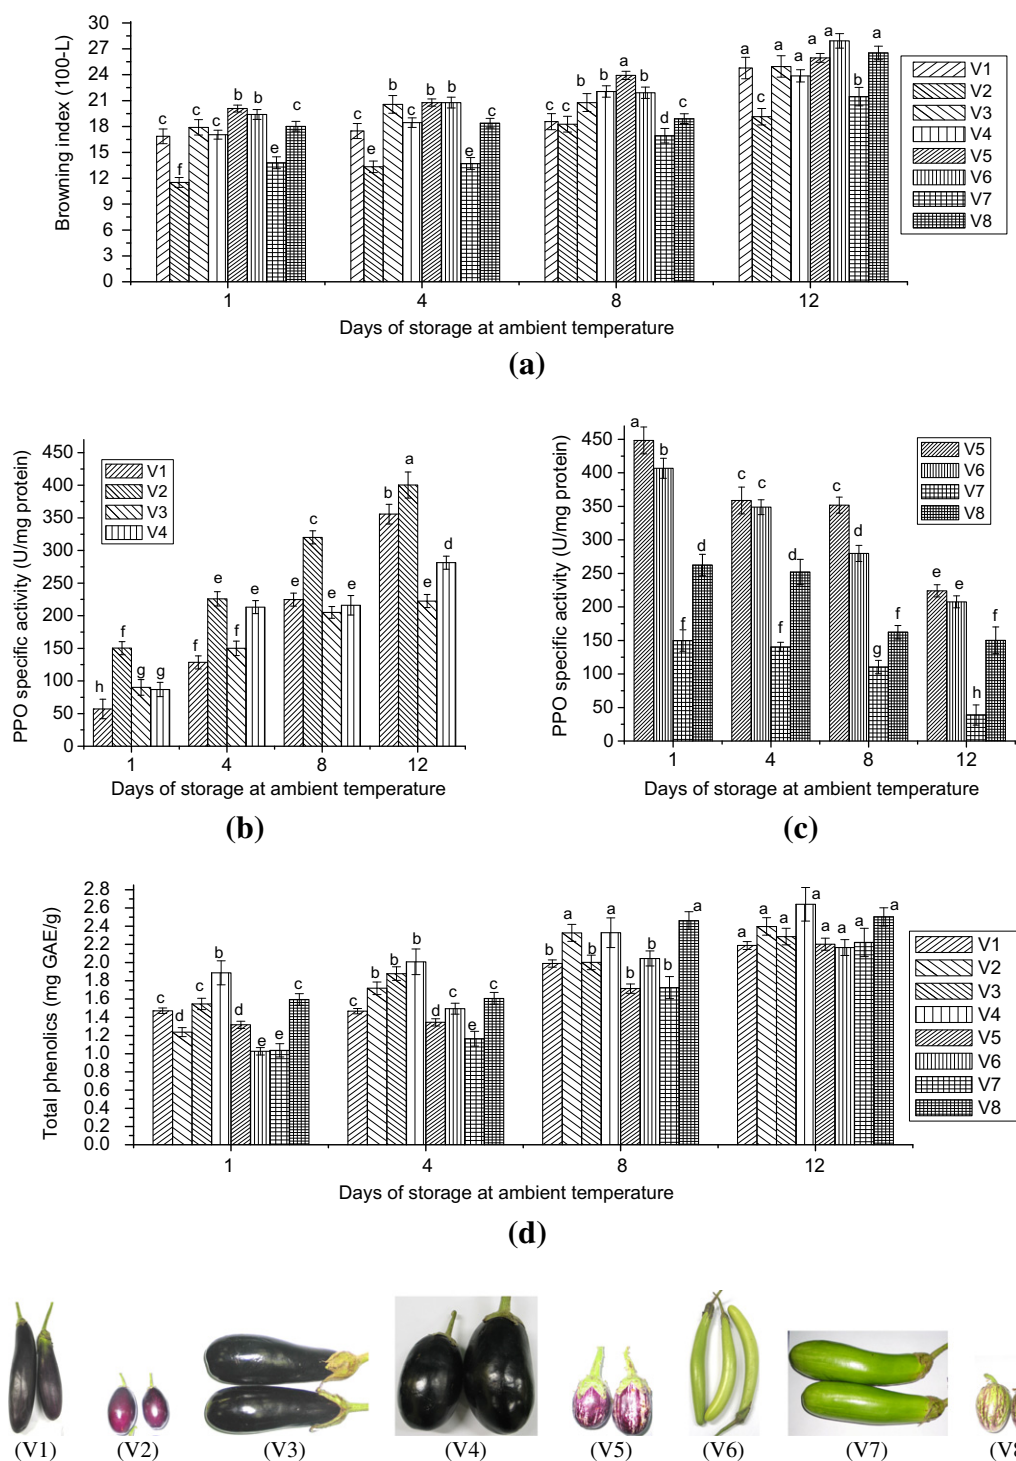 30
27
24
21
18
15
12
9
6
3
0
Browning index (100-L)
c f c c b b e c
c e b c b b e c
c c b b a b d c
a c a a a a b a
V1
V2
V3
V4
V5
V6
V7
V8
1 4 8 12
Days of storage at ambient temperature
(a)
450
400
350
300
250
200
150
100
50
0
PPO specific activity (U/mg protein)
V1
V2
V3
V4
h f g g
f e f e
e c e e
b a e d
1 4 8 12
Days of storage at ambient temperature
(b)
450
400
350
300
250
200
150
100
50
0
PPO specific activity (U/mg protein)
V5
V6
V7
V8
a b f d
c c f d
c d g f
e e h f
1 4 8 12
Days of storage at ambient temperature
(c)
2.8
2.6
2.4
2.2
2.0
1.8
1.6
1.4
1.2
1.0
0.8
0.6
0.4
0.2
0.0
Total phenolics (mg GAE/g)
c d c b d e e c
c b b b d c e c
b a b a b b b a
a a a a a a a a
V1
V2
V3
V4
V5
V6
V7
V8
1 4 8 12
Days of storage at ambient temperature
(d)
(V1) (V2) (V3) (V4) (V5) (V6) (V7) (V8